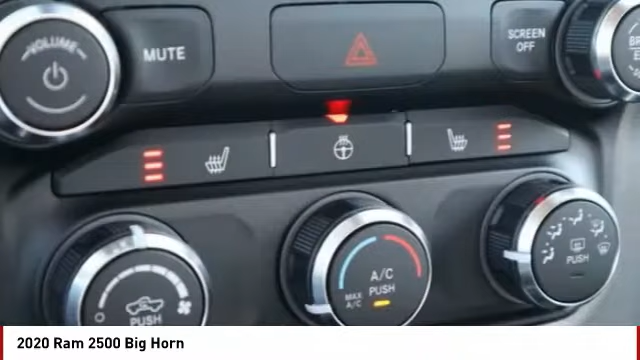 VOLUME
MUTE
SCREEN
OFF
PUSH
A/C
PUSH
MAX
A/C
PUSH
2020 Ram 2500 Big Horn